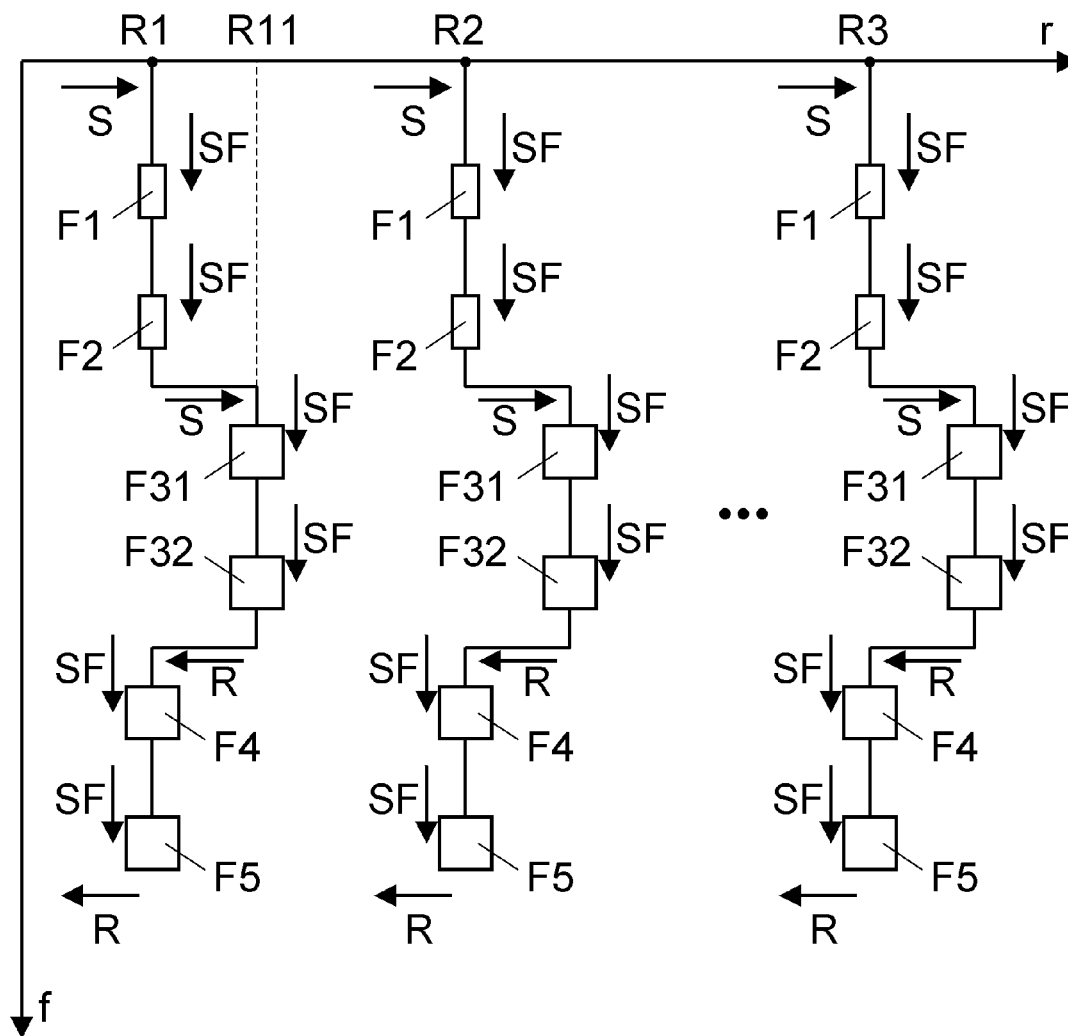 R1 R11 R2 R3 r
S S S
SF SF SF
F1 F1 F1
SF SF SF
F2 F2 F2
S SF S SF S SF
F31 F31 F31
SF SF SF
F32 F32 F32
•••
SF R SF R SF R
F4 F4 F4
SF SF SF
F5 F5 F5
R R R
f